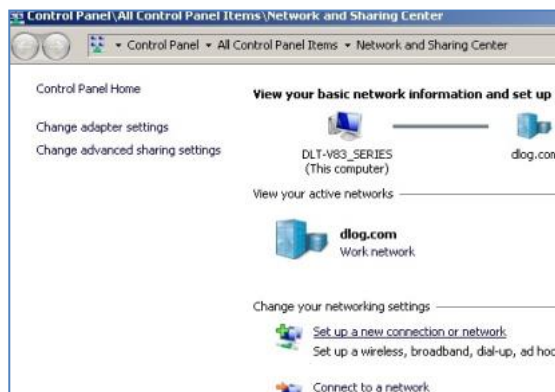 Control Panel\All Control Panel Items\Network and Sharing Center
Control Panel ▾ All Control Panel Items ▾ Network and Sharing Center
Control Panel Home
Change adapter settings
Change advanced sharing settings
View your basic network information and set up
DLT-V83_SERIES
(This computer)
dlog.com
View your active networks
dlog.com
Work network
Change your networking settings
Set up a new connection or network
Set up a wireless, broadband, dial-up, ad hoc
Connect to a network